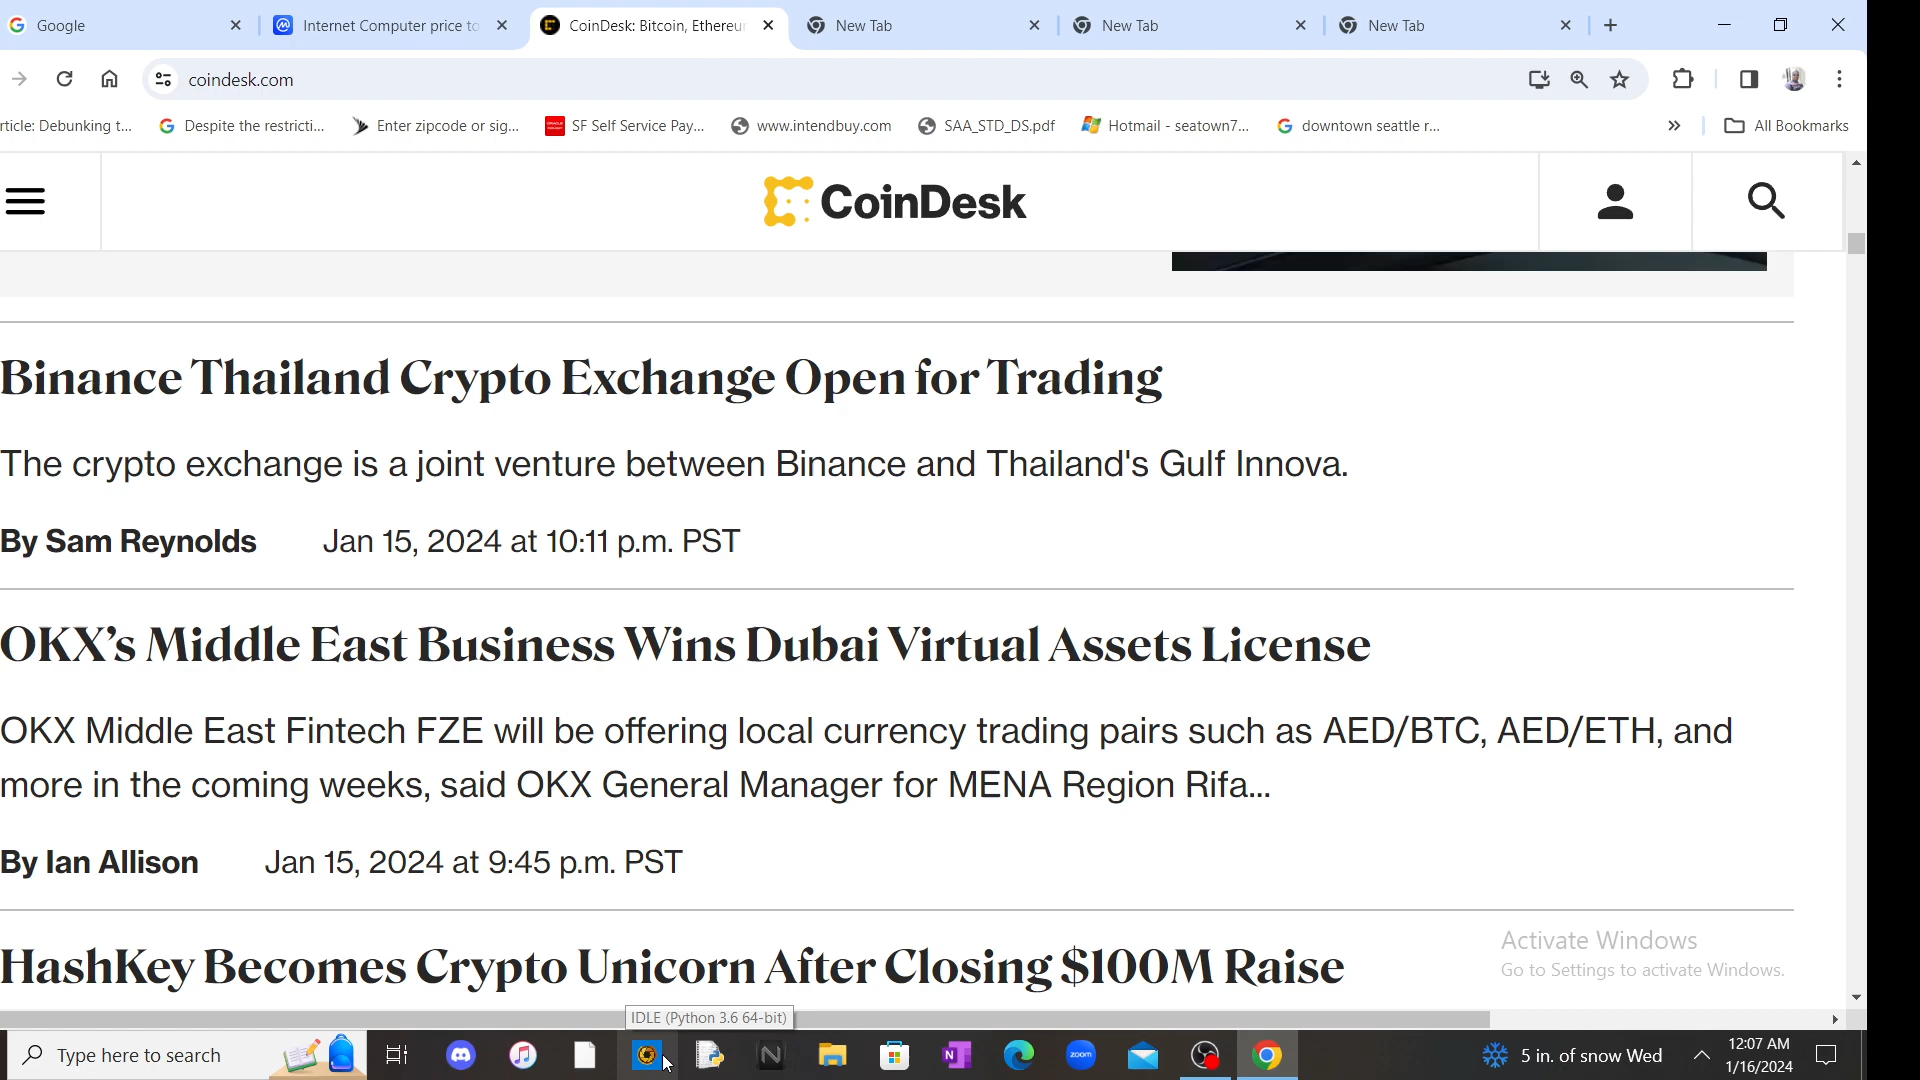 Google
Internet Computer price to
CoinDesk: Bitcoin, Ethereur
New Tab
New Tab
New Tab
coindesk.com
rticle: Debunking t...
Despite the restricti...
Enter zipcode or sig...
SF Self Service Pay...
www.intendbuy.com
SAA_STD_DS.pdf
Hotmail - seatown7...
downtown seattle r...
All Bookmarks
CoinDesk
Binance Thailand Crypto Exchange Open for Trading
The crypto exchange is a joint venture between Binance and Thailand's Gulf Innova.
By Sam Reynolds Jan 15, 2024 at 10:11 p.m. PST
OKX’s Middle East Business Wins Dubai Virtual Assets License
OKX Middle East Fintech FZE will be offering local currency trading pairs such as AED/BTC, AED/ETH, and
more in the coming weeks, said OKX General Manager for MENA Region Rifa...
By Ian Allison Jan 15, 2024 at 9:45 p.m. PST
HashKey Becomes Crypto Unicorn After Closing $100M Raise
Activate Windows
Go to Settings to activate Windows.
IDLE (Python 3.6 64-bit)
Type here to search
zoom
5 in. of snow Wed
12:07 AM
1/16/2024